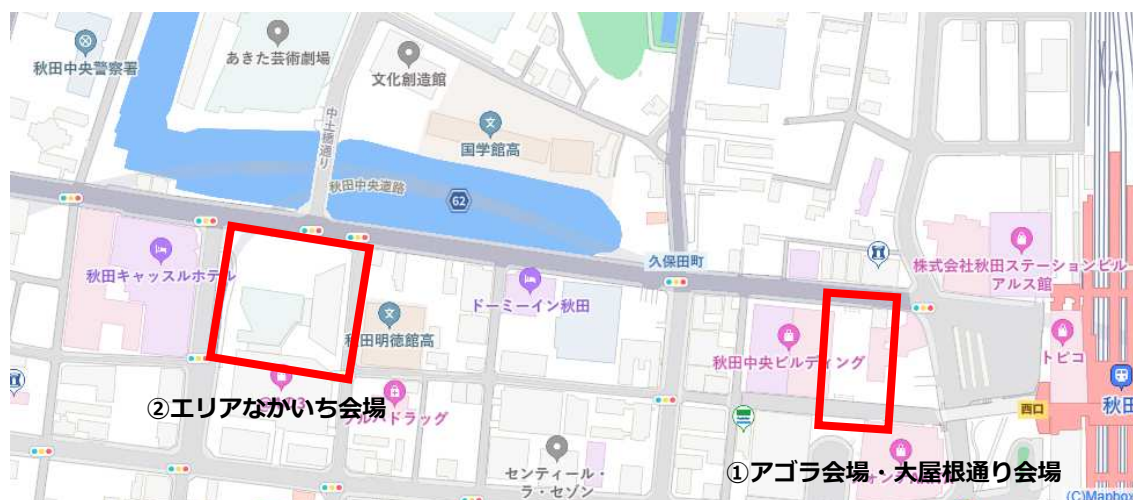 あきた芸術劇場
秋田中央警察署
文化創造館
中土橋通り
国学館高
秋田中央道路
62
久保田町
秋田キャッスルホテル
ドーミーイン秋田
株式会社秋田ステーションビル
アルス館
秋田明徳館高
秋田中央ビルディング
トピコ
秋田
西口
②エリアなかいち会場
ドラッグ
センティール・
ラ・セゾン
①アゴラ会場・大屋根通り会場
(C)Mapbox